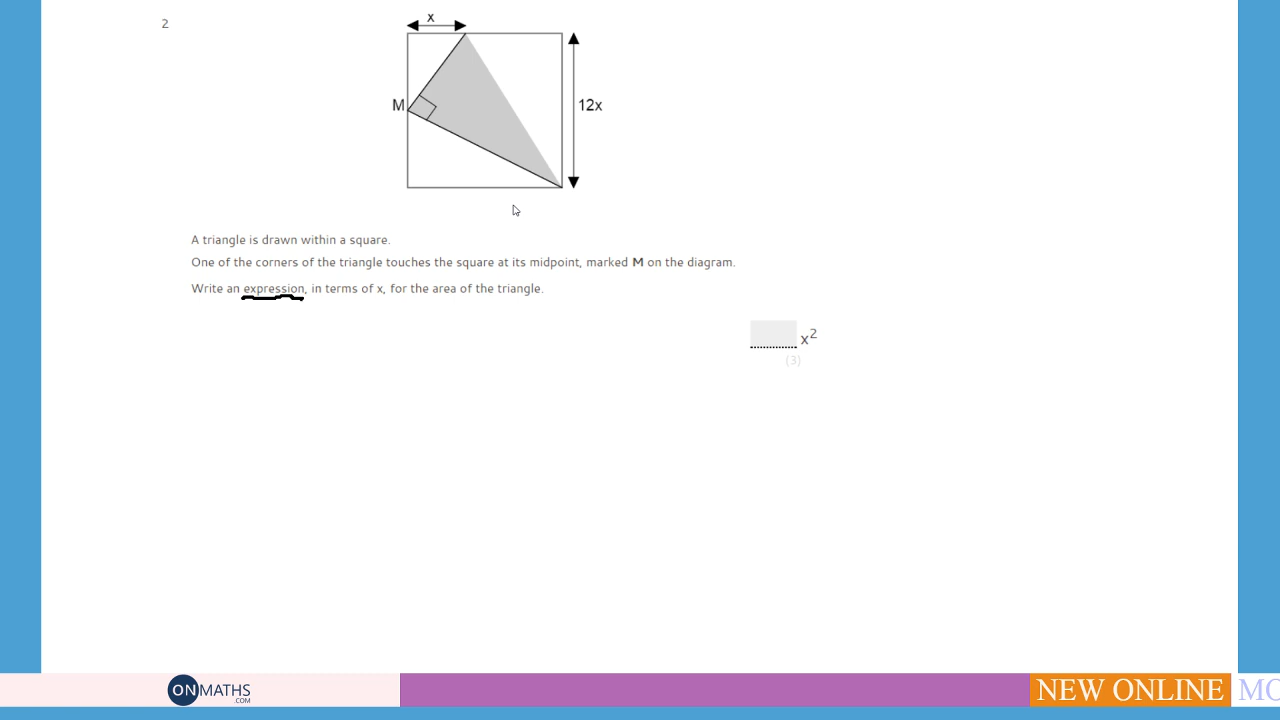 2
x
M
12x
A triangle is drawn within a square.
One of the corners of the triangle touches the square at its midpoint, marked M on the diagram.
Write an expression, in terms of x, for the area of the triangle.
x²
(3)
ONMATHS
.COM
NEW ONLINE MO